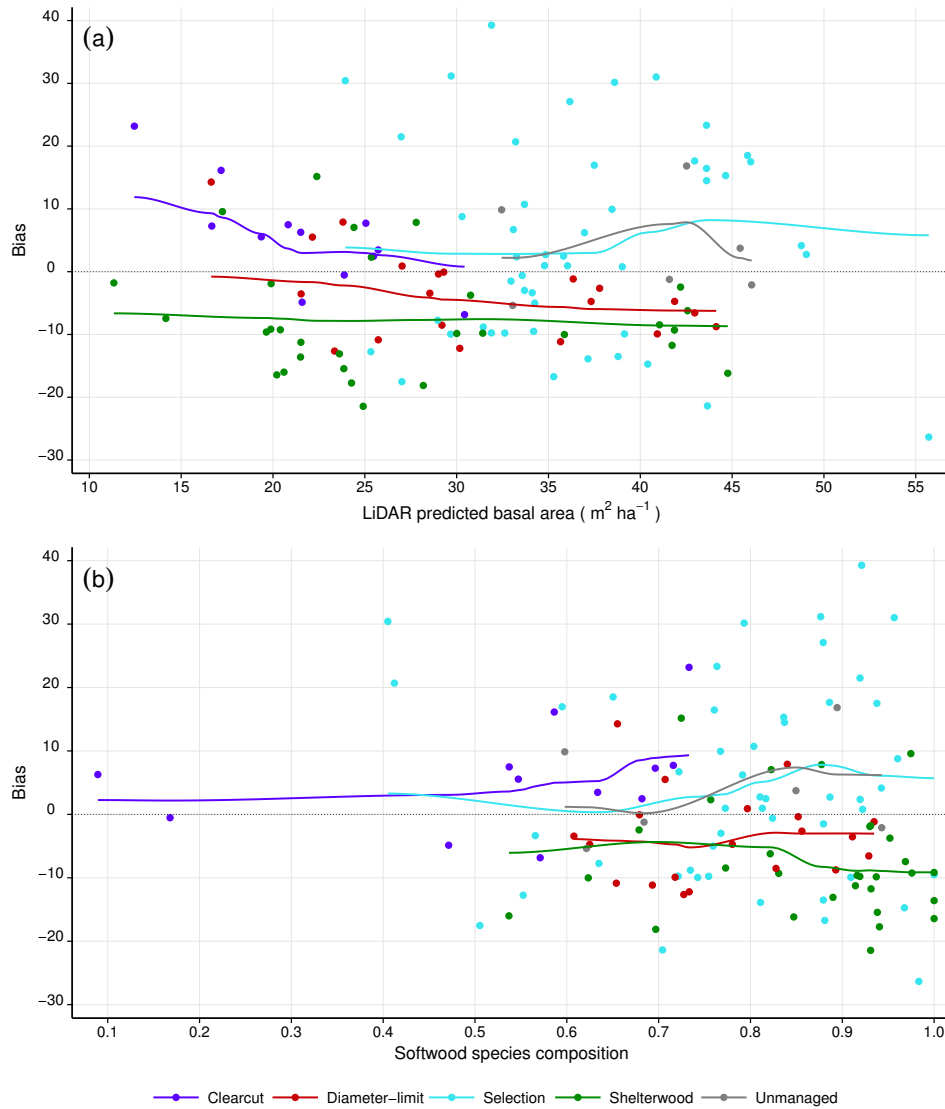 (a)
40
30
20
10
0
−10
−20
−30
Bias
10 15 20 25 30 35 40 45 50 55
LiDAR predicted basal area ( m² ha⁻¹ )
(b)
40
30
20
10
0
−10
−20
−30
Bias
0.1 0.2 0.3 0.4 0.5 0.6 0.7 0.8 0.9 1.0
Softwood species composition
Clearcut Diameter−limit Selection Shelterwood Unmanaged